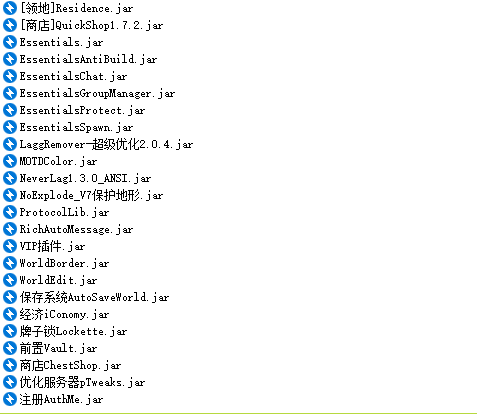 [领地]Residence.jar
[商店]QuickShop1.7.2.jar
Essentials.jar
EssentialsAntiBuild.jar
EssentialsChat.jar
EssentialsGroupManager.jar
EssentialsProtect.jar
EssentialsSpawn.jar
LaggRemover-超级优化2.0.4.jar
MOTDColor.jar
NeverLag1.3.0_ANSI.jar
NoExplode_V7保护地形.jar
ProtocolLib.jar
RichAutoMessage.jar
VIP插件.jar
WorldBorder.jar
WorldEdit.jar
保存系统AutoSaveWorld.jar
经济iConomy.jar
牌子锁Lockette.jar
前置Vault.jar
商店ChestShop.jar
优化服务器pTweaks.jar
注册AuthMe.jar